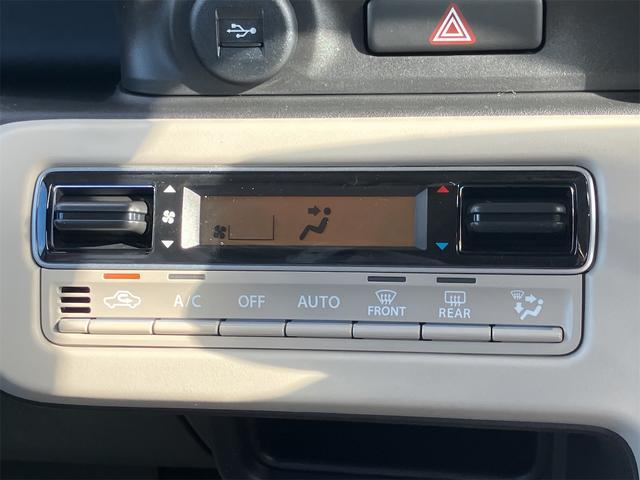 A/C OFF AUTO FRONT REAR